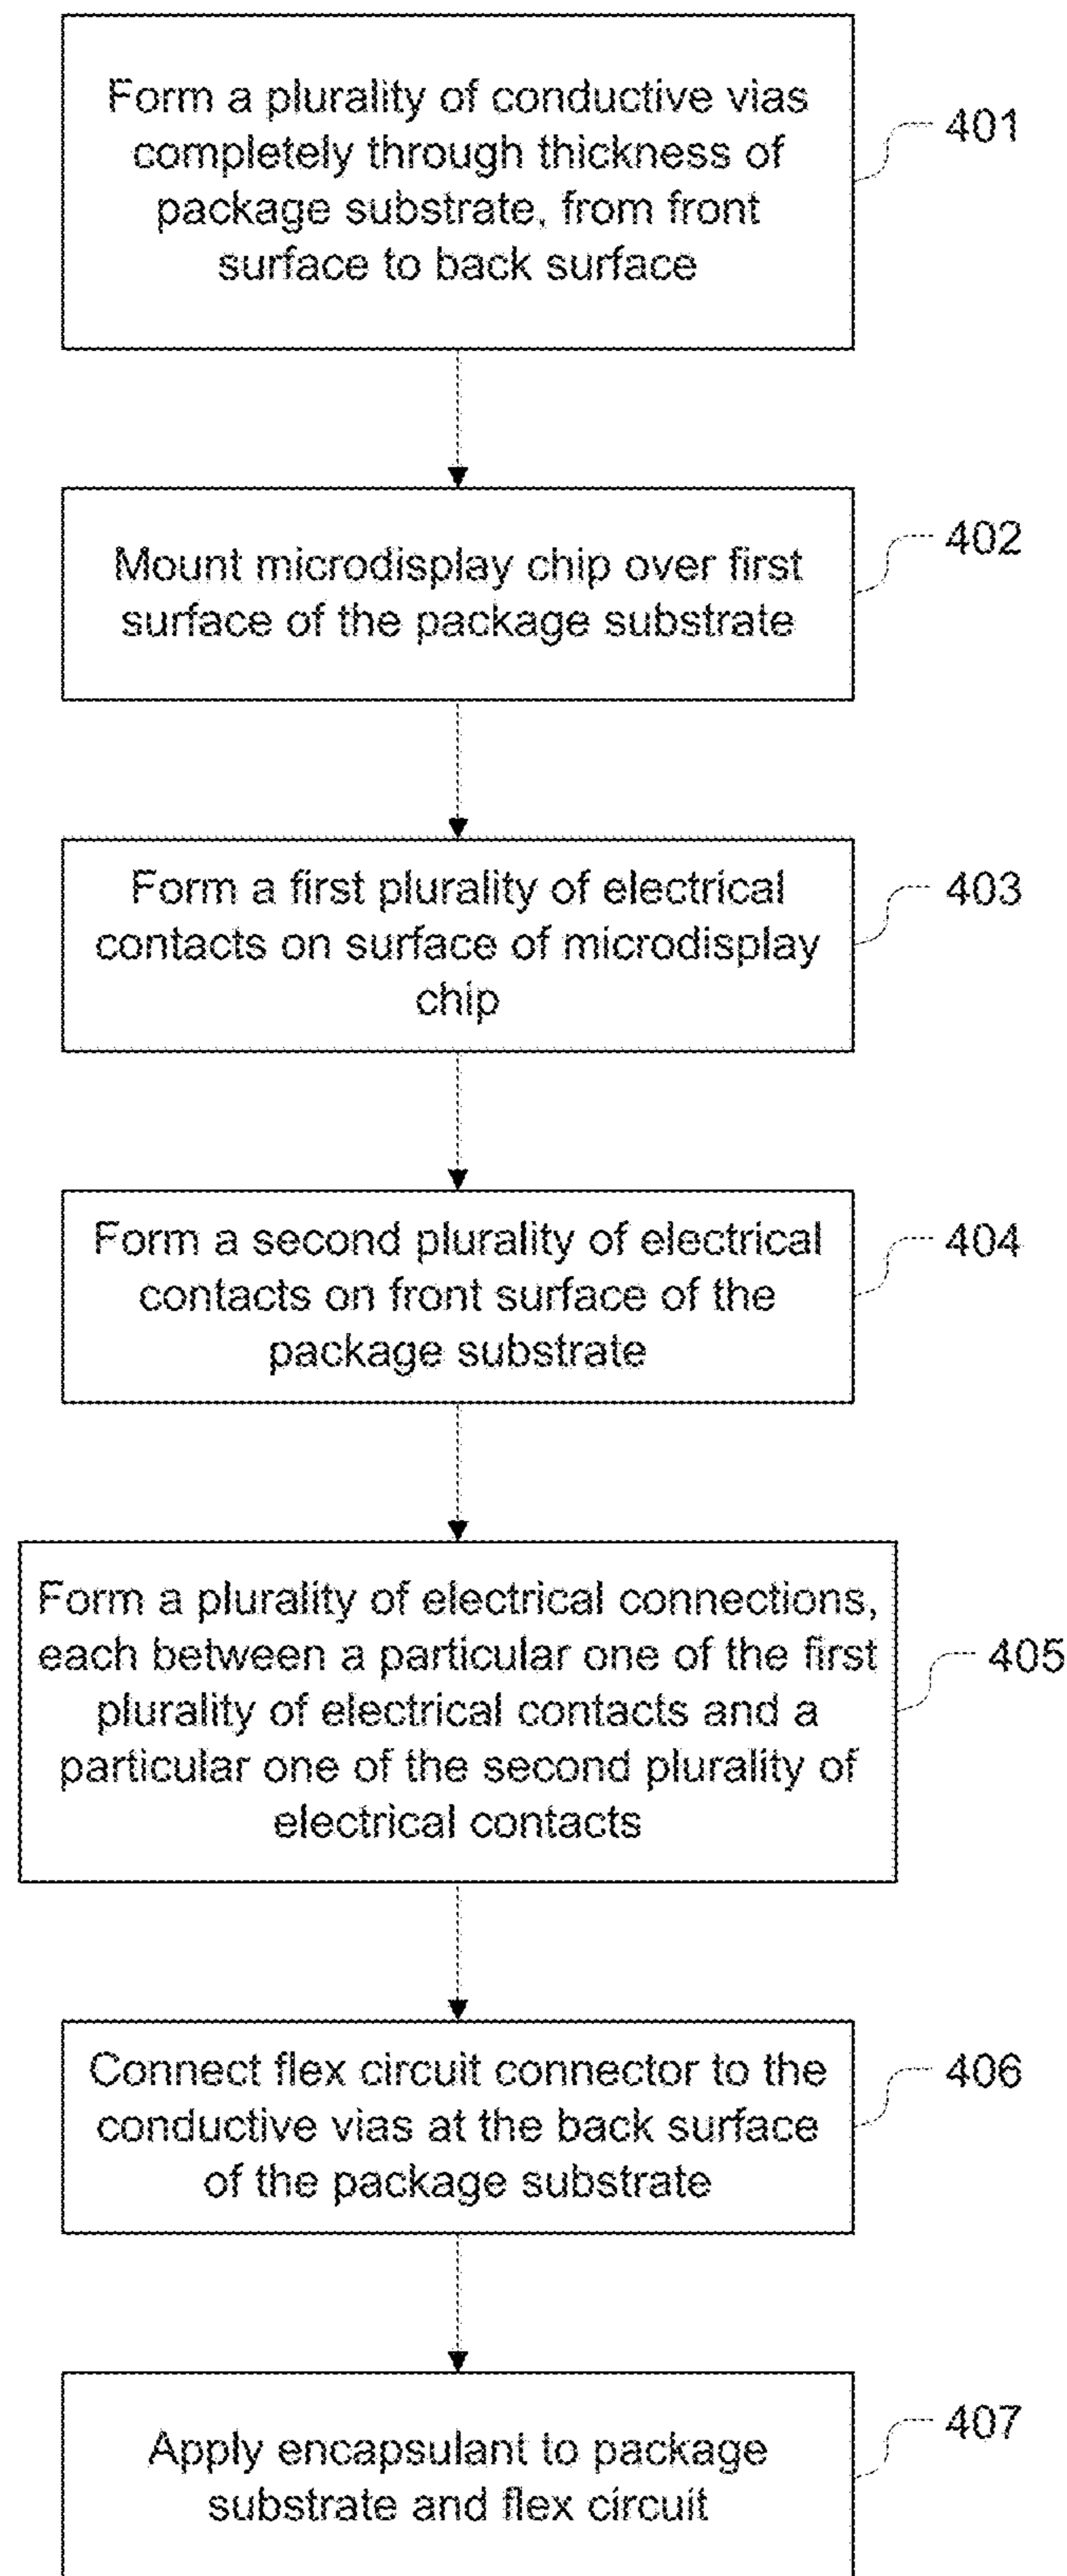 Form a plurality of conductive vias
completely through thickness of
package substrate, from front
surface to back surface
401
Mount microdisplay chip over first
surface of the package substrate
402
Form a first plurality of electrical
contacts on surface of microdisplay
chip
403
Form a second plurality of electrical
contacts on front surface of the
package substrate
404
Form a plurality of electrical connections,
each between a particular one of the first
plurality of electrical contacts and a
particular one of the second plurality of
electrical contacts
405
Connect flex circuit connector to the
conductive vias at the back surface
of the package substrate
406
Apply encapsulant to package
substrate and flex circuit
407